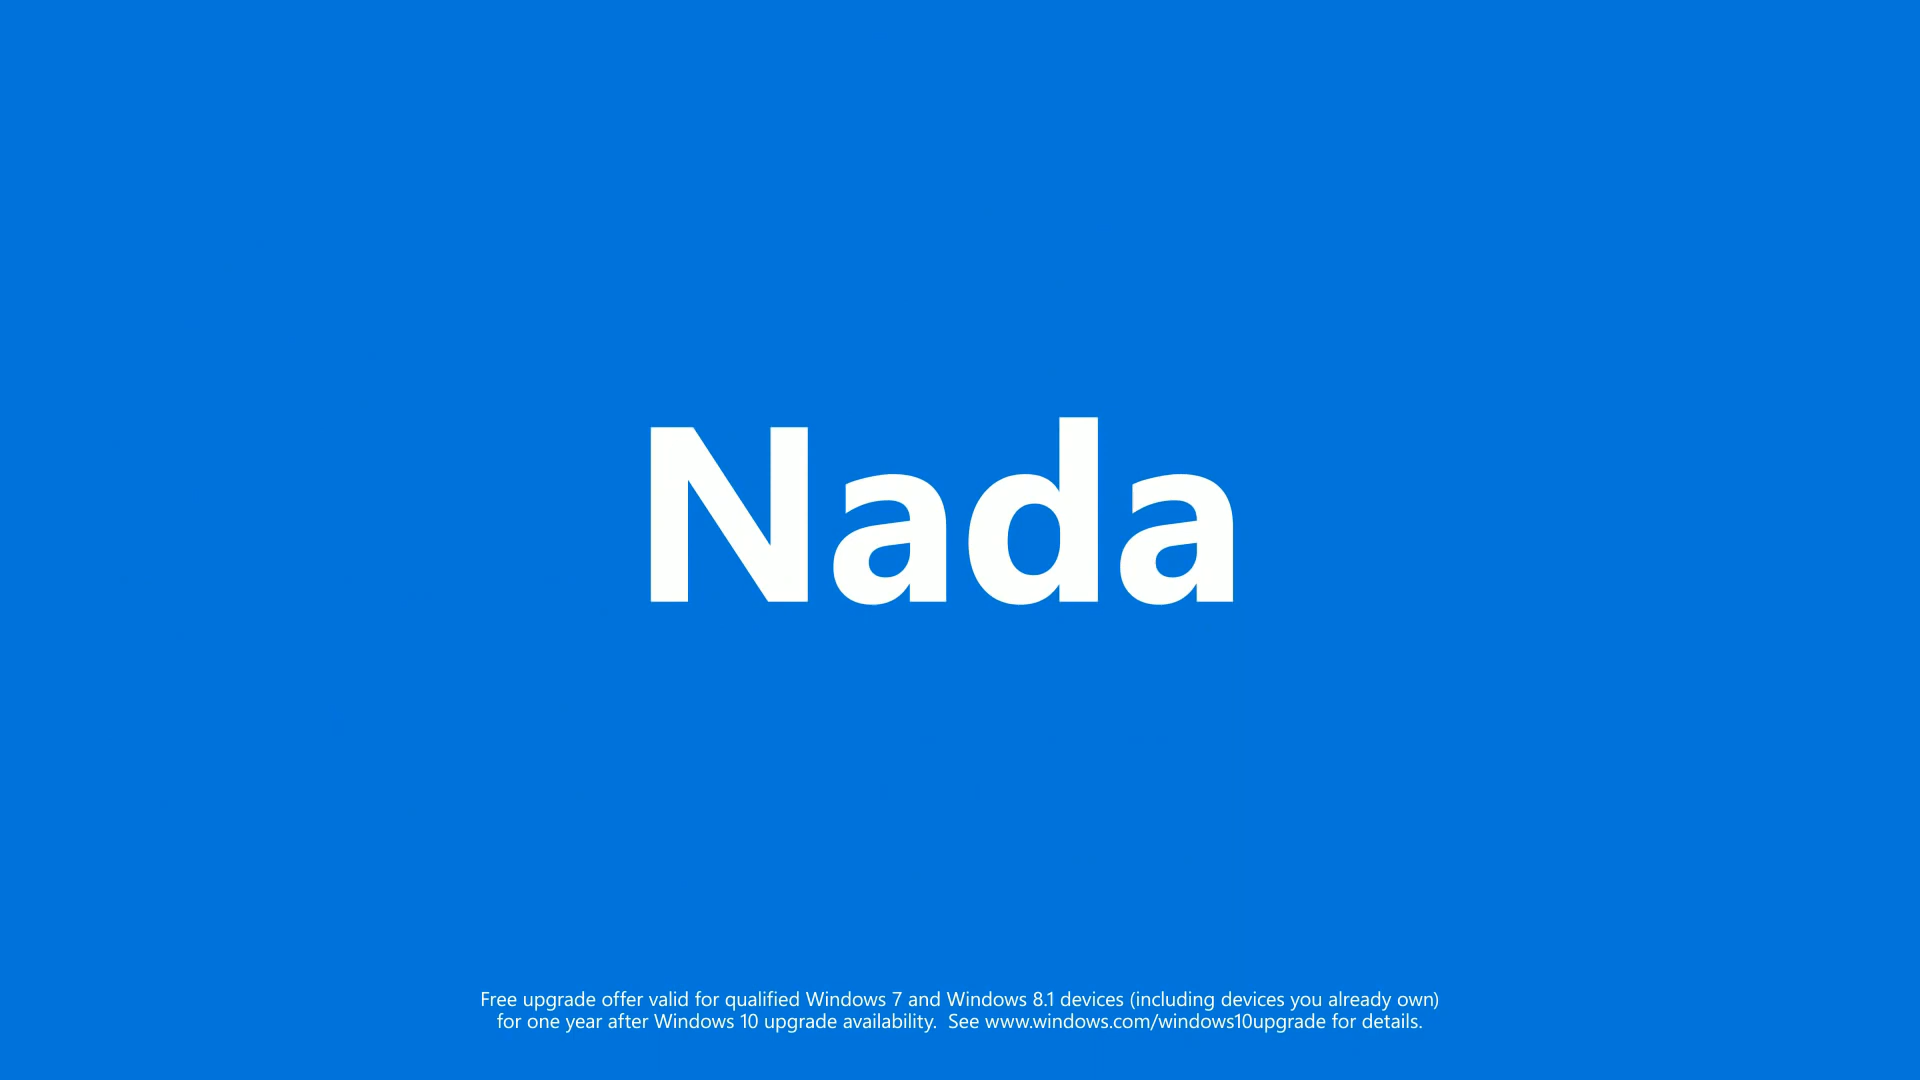 Nada
Free upgrade offer valid for qualified Windows 7 and Windows 8.1 devices (including devices you already own)
for one year after Windows 10 upgrade availability.  See www.windows.com/windows10upgrade for details.